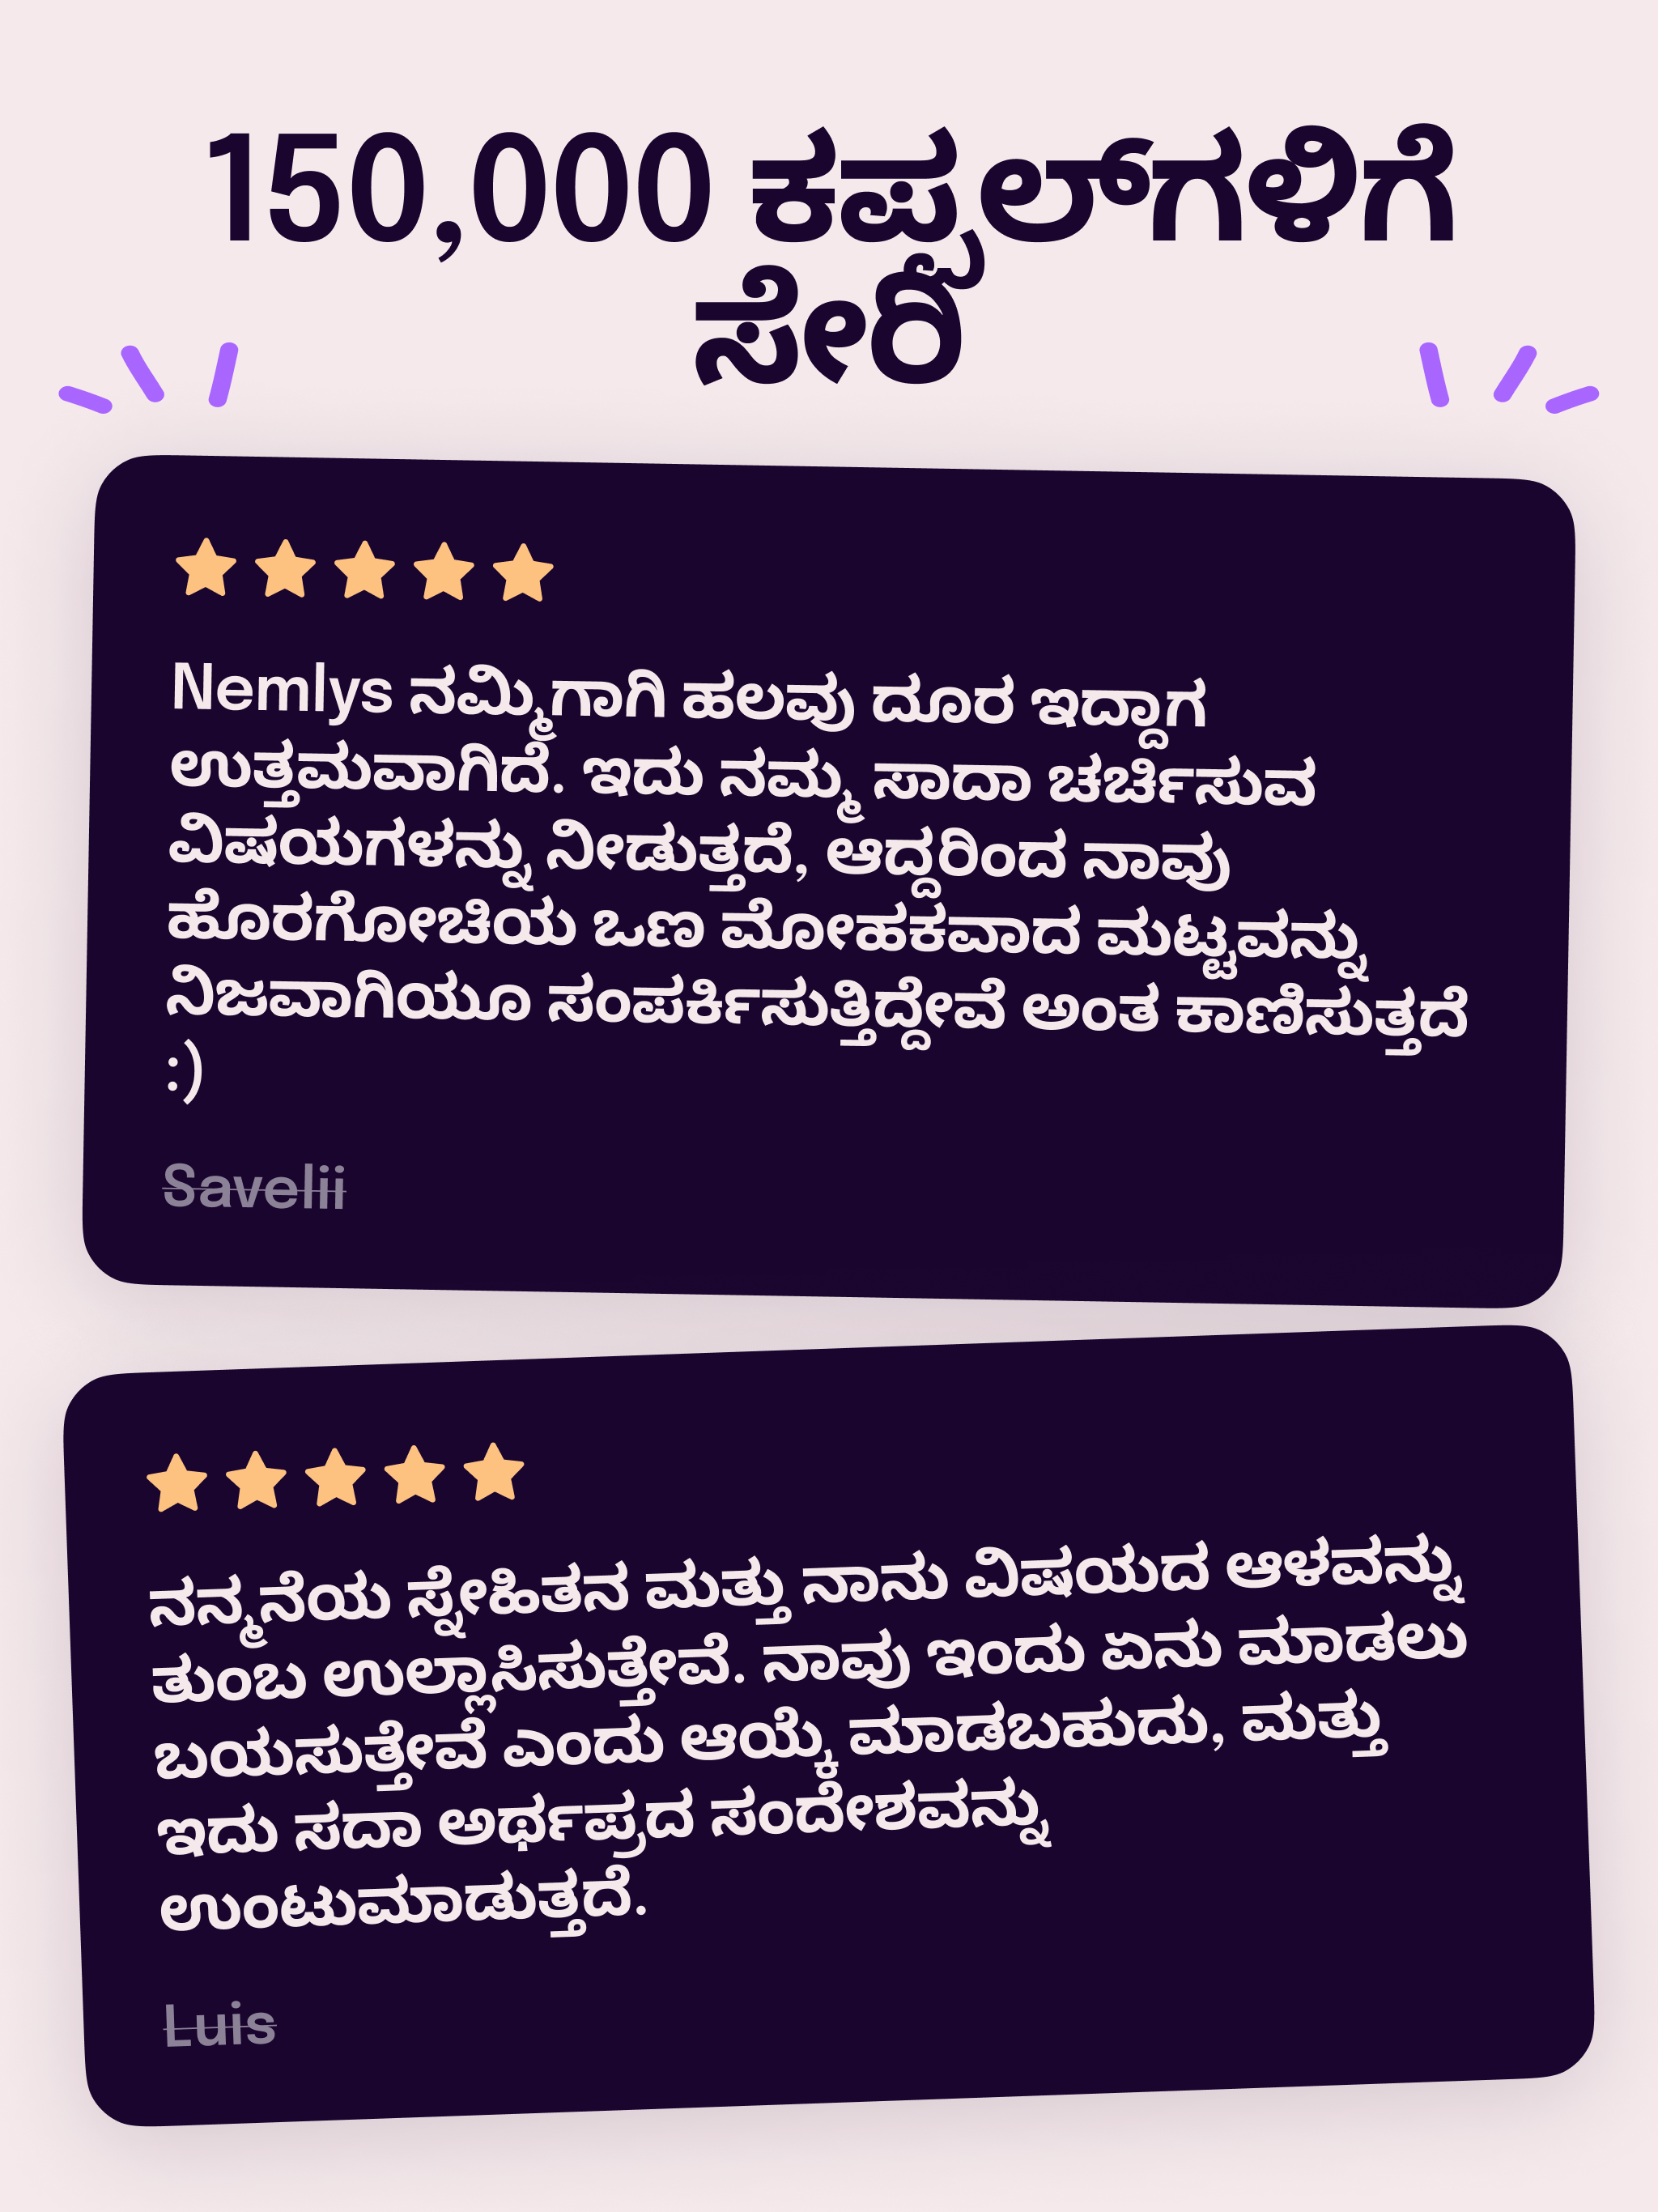 150,000 ಕಪ್ಪಲ್‌ಗಳಿಗೆ
ಸೇರಿ
Nemlys ನಮ್ಮಿಗಾಗಿ ಹಲವು ದೂರ ಇದ್ದಾಗ
ಉತ್ತಮವಾಗಿದೆ. ಇದು ನಮ್ಮ ಸಾದಾ ಚರ್ಚಿಸುವ
ವಿಷಯಗಳನ್ನು ನೀಡುತ್ತದೆ, ಆದ್ದರಿಂದ ನಾವು
ಹೊರಗೋಚಿಯ ಒಣ ಮೋಹಕವಾದ ಮಟ್ಟವನ್ನು
ನಿಜವಾಗಿಯೂ ಸಂಪರ್ಕಿಸುತ್ತಿದ್ದೇವೆ ಅಂತ ಕಾಣಿಸುತ್ತದೆ
:)
Savelii
ನನ್ಮನೆಯ ಸ್ನೇಹಿತನ ಮತ್ತು ನಾನು ವಿಷಯದ ಆಳವನ್ನು
ತುಂಬ ಉಲ್ಲಾಸಿಸುತ್ತೇವೆ. ನಾವು ಇಂದು ಏನು ಮಾಡಲು
ಬಯಸುತ್ತೇವೆ ಎಂದು ಆಯ್ಕೆ ಮಾಡಬಹುದು, ಮತ್ತು
ಇದು ಸದಾ ಅರ್ಥಪ್ರದ ಸಂದೇಶವನ್ನು
ಉಂಟುಮಾಡುತ್ತದೆ.
Luis